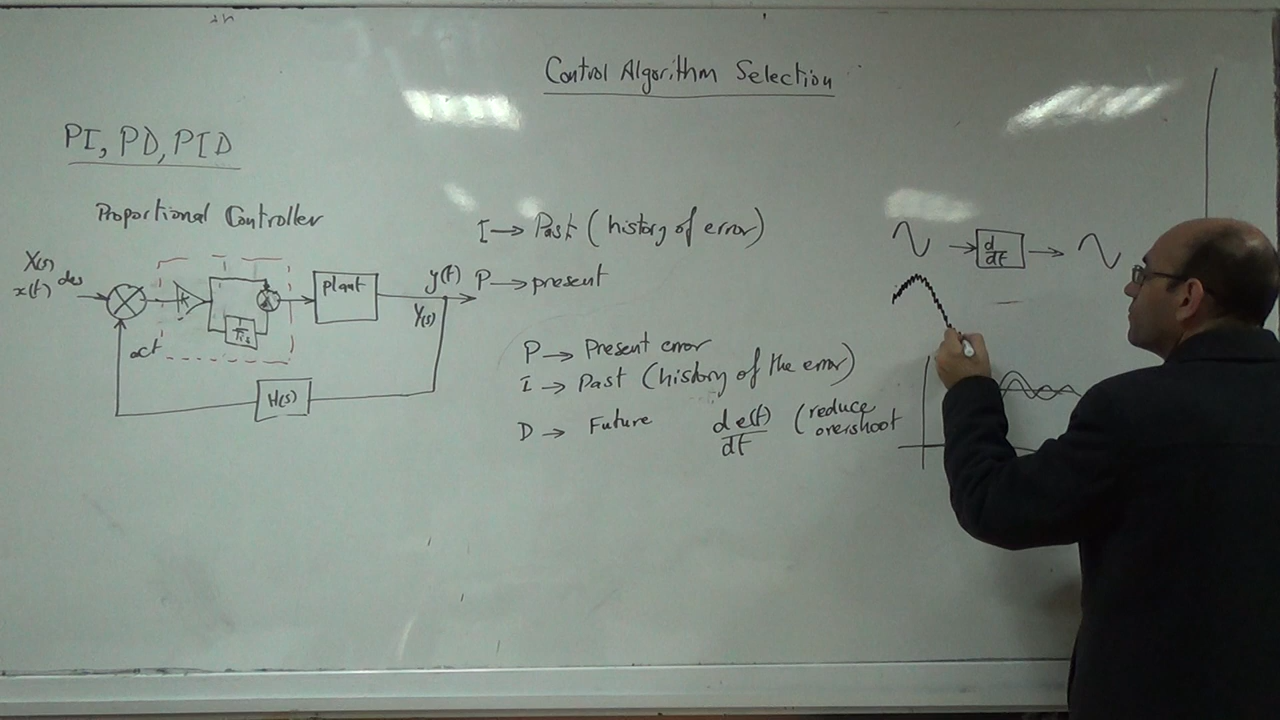 Control Algorithm Selection
PI, PD, PID
Proportional Controller
I → Past (history of error)
P → present
X(s)
x(t) des
act
K
plant
y(t)
Y(s)
H(s)
P → Present error
I → Past (history of the error)
D → Future de(t)/dt (reduce overshoot
d/dt